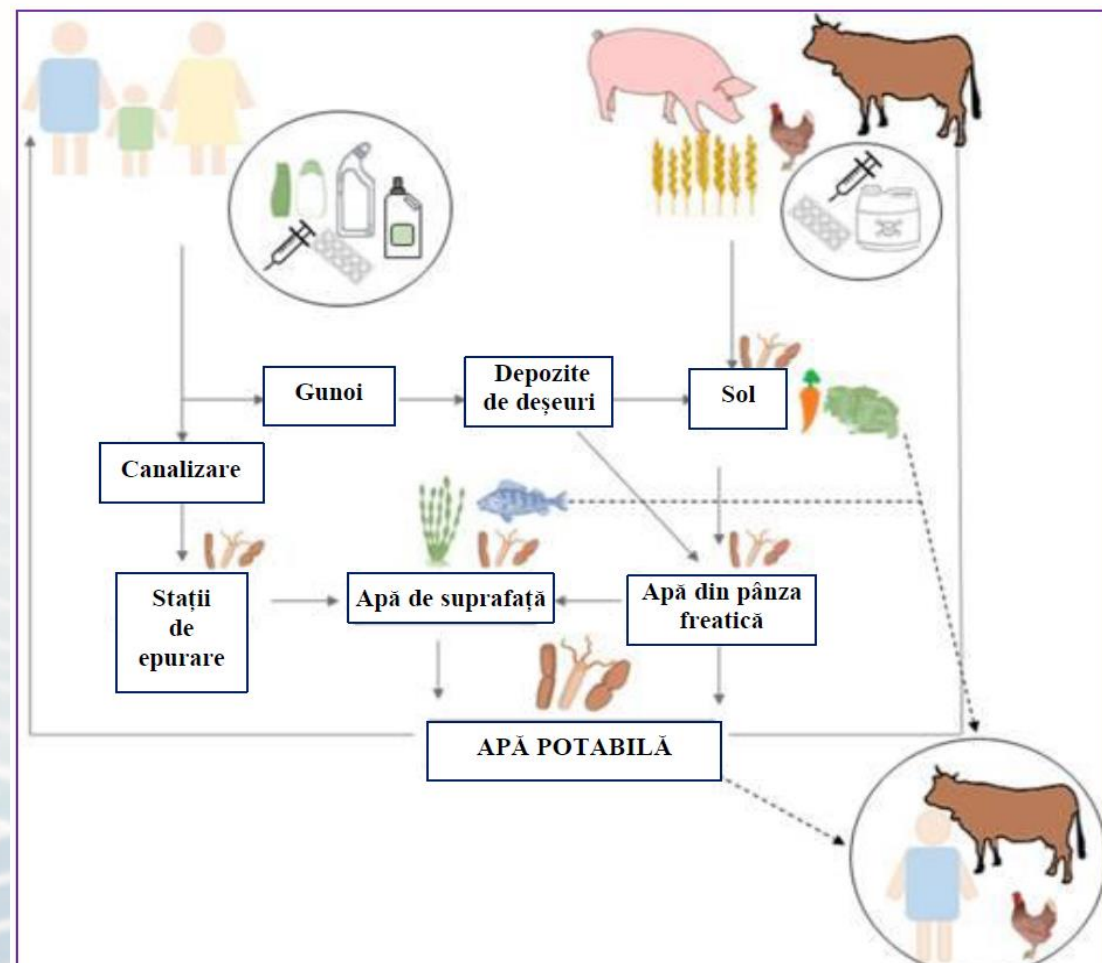 Gunoi
Depozite
de deșeuri
Sol
Canalizare
Stații
de
epurare
Apă de suprafață
Apă din pânza
freatică
APĂ POTABILĂ